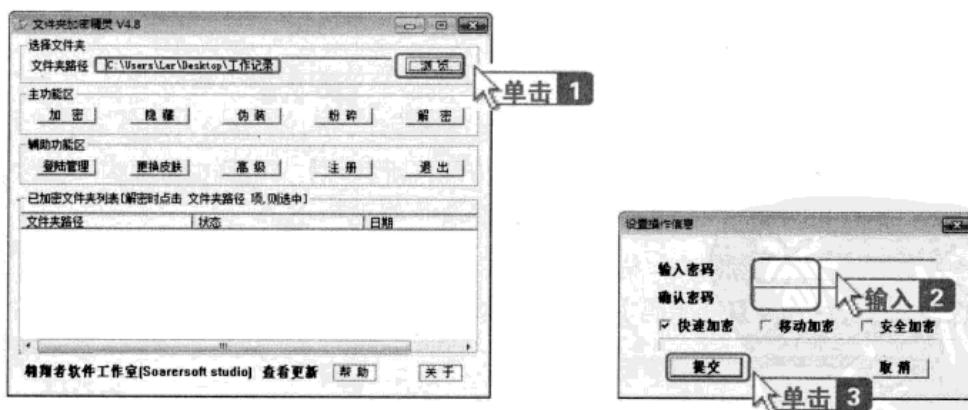 文件夹加密精灵 V4.8
选择文件夹
文件夹路径 C:\Users\Ler\Desktop\工作记录 浏览
单击 1
主功能区
加密 隐藏 伪装 粉碎 解密
辅助功能区
登陆管理 更换皮肤 高级 注册 退出
已加密文件夹列表[解密时点击 文件夹路径 项,则选中]
文件夹路径 状态 日期
翱翔者软件工作室(Soarersoft studio) 查看更新 帮助 关于
设置操作信息
输入密码
确认密码
输入 2
快速加密 移动加密 安全加密
提交 取消
单击 3